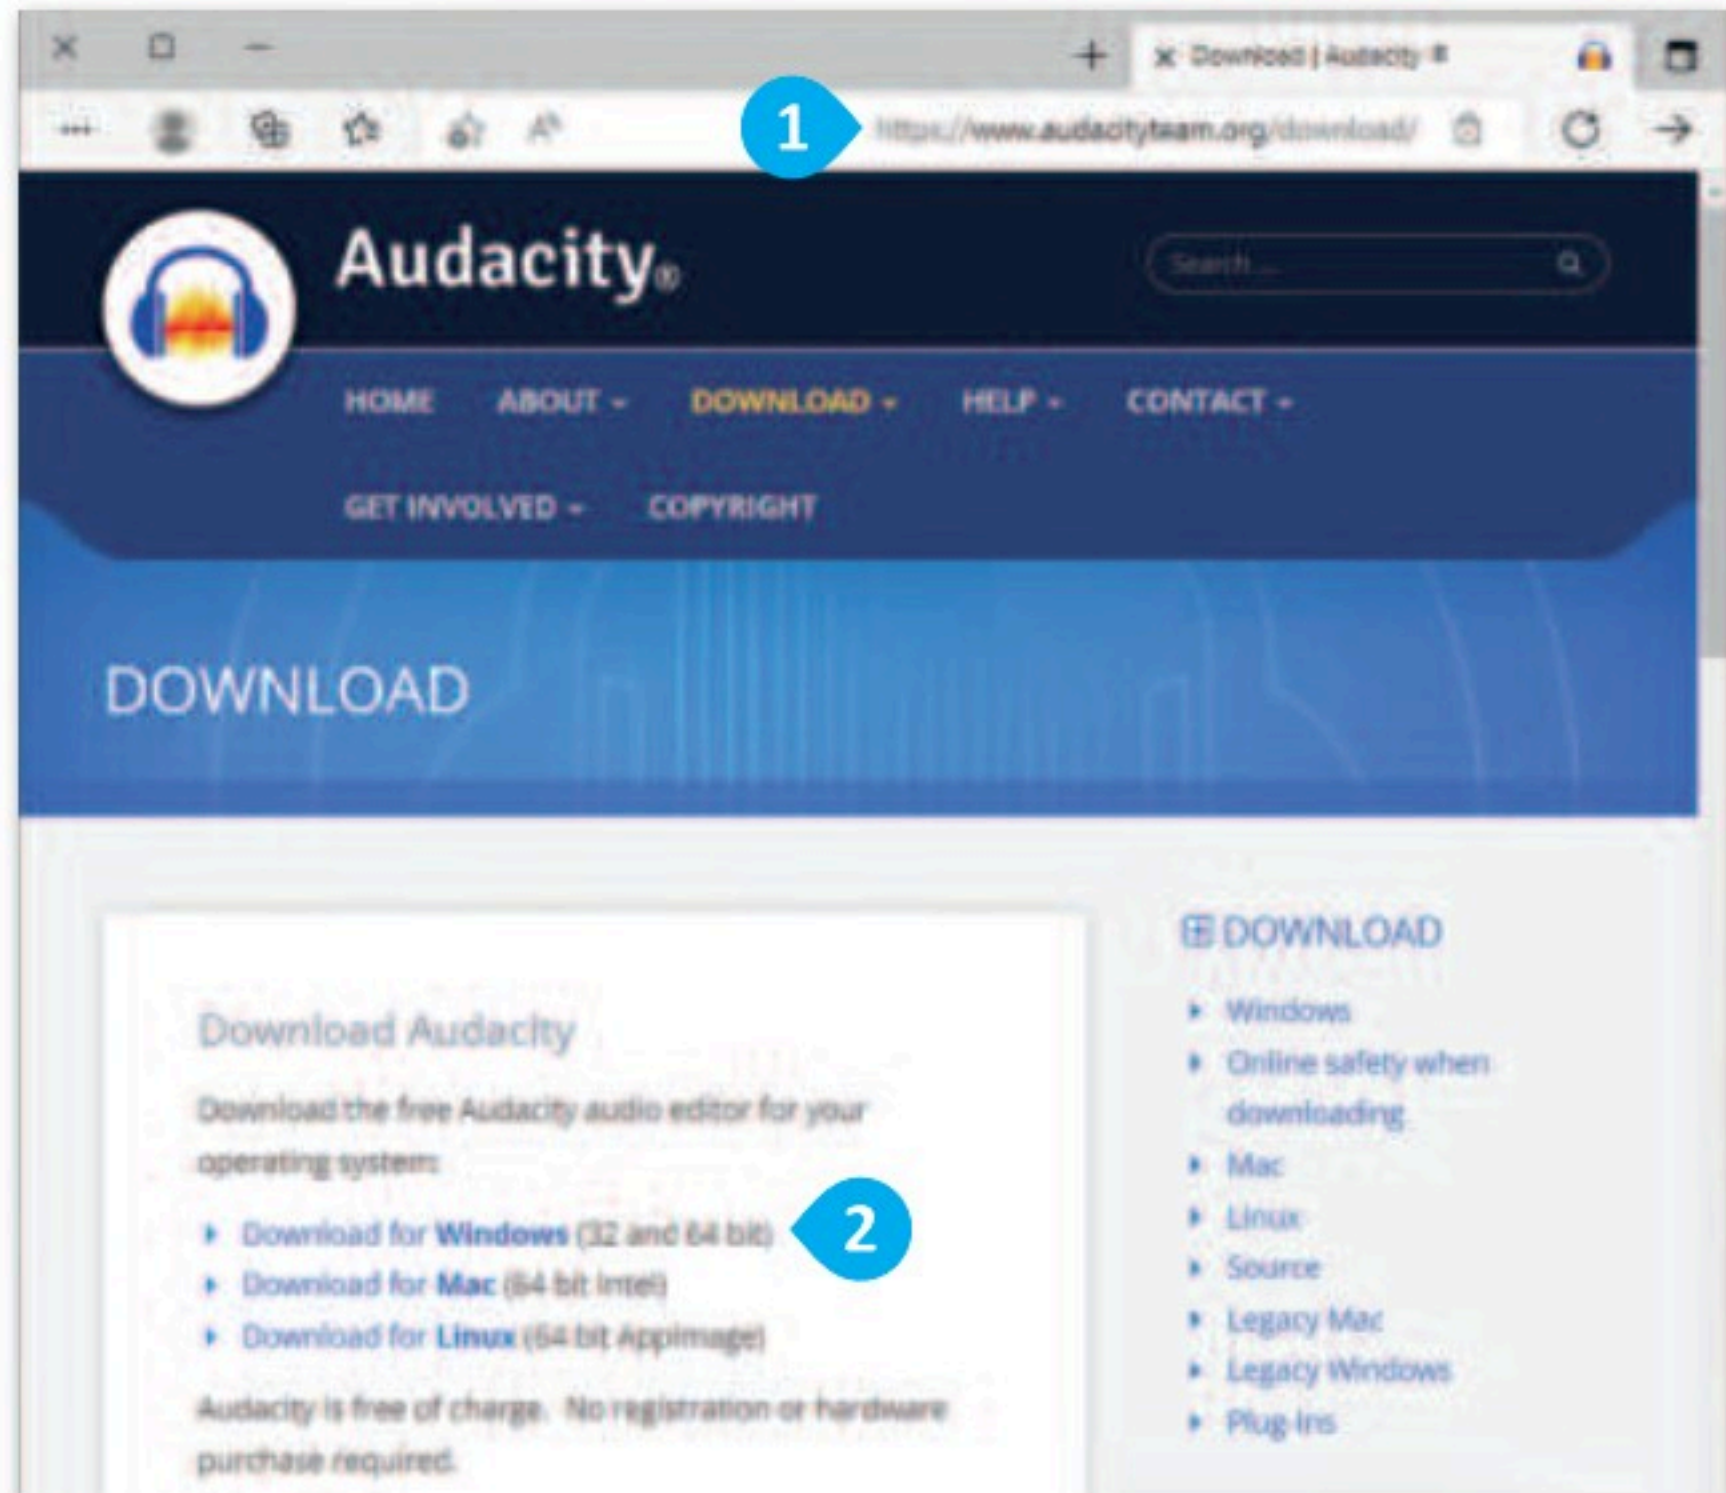 Download | Audacity ®
1
https://www.audacityteam.org/download/
Audacity®
Search ...
HOME ABOUT DOWNLOAD HELP CONTACT
GET INVOLVED COPYRIGHT
DOWNLOAD
Download Audacity
Download the free Audacity audio editor for your
operating system:
Download for Windows (32 and 64 bit)
2
Download for Mac (64 bit Intel)
Download for Linux (64 bit AppImage)
Audacity is free of charge. No registration or hardware
purchase required.
DOWNLOAD
Windows
Online safety when
downloading
Mac
Linux
Source
Legacy Mac
Legacy Windows
Plug-Ins